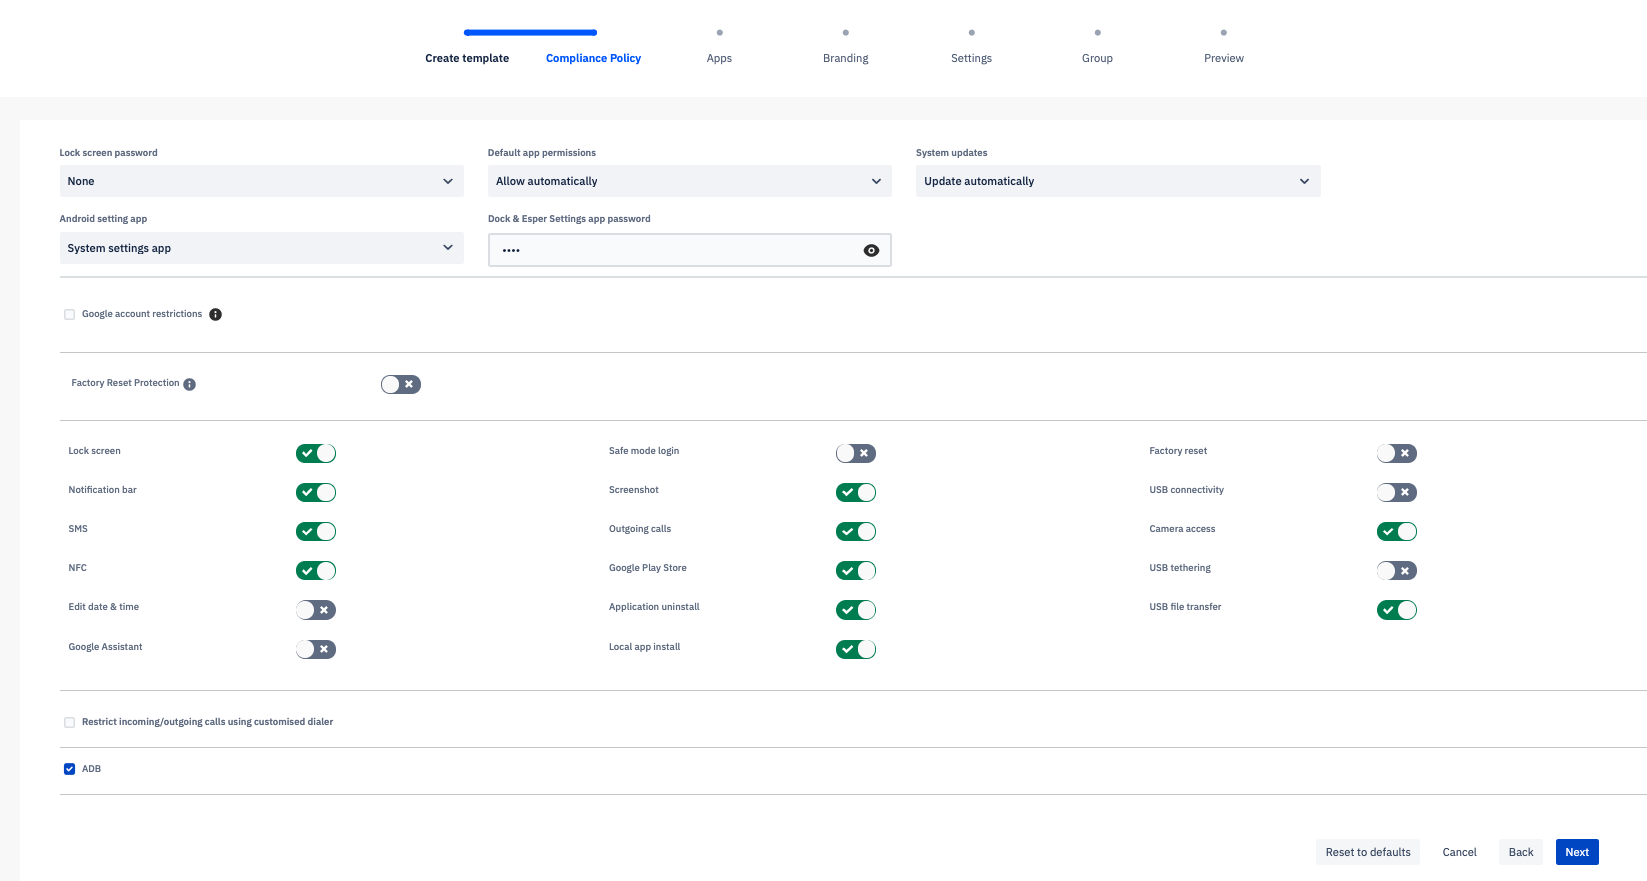 Create template
Compliance Policy
Apps
Branding
Settings
Group
Preview
Lock screen password
Default app permissions
System updates
None
Allow automatically
Update automatically
Android setting app
Dock & Esper Settings app password
System settings app
••••
Google account restrictions
Factory Reset Protection
Lock screen
Safe mode login
Factory reset
Notification bar
Screenshot
USB connectivity
SMS
Outgoing calls
Camera access
NFC
Google Play Store
USB tethering
Edit date & time
Application uninstall
USB file transfer
Google Assistant
Local app install
Restrict incoming/outgoing calls using customised dialer
ADB
Reset to defaults
Cancel
Back
Next